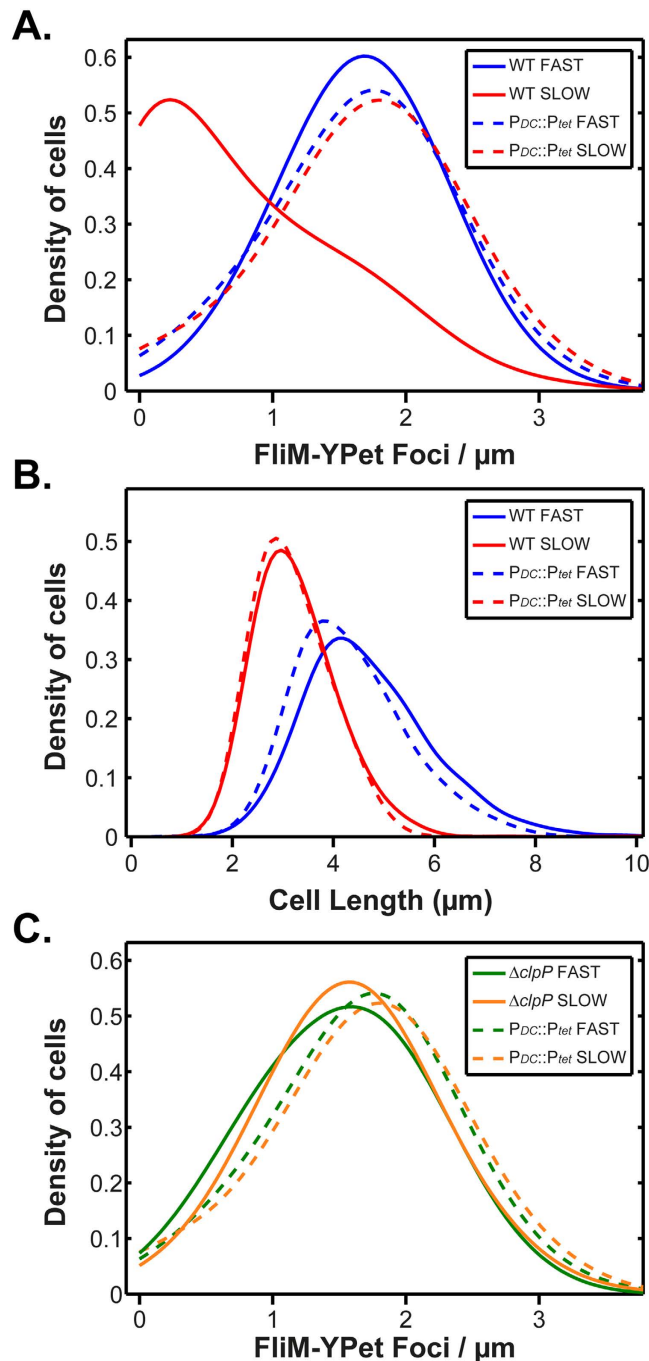 A.
0.6
0.5
0.4
0.3
0.2
0.1
0
Density of cells
WT FAST
WT SLOW
PDC::Ptet FAST
PDC::Ptet SLOW
0 1 2 3
FliM-YPet Foci / µm
B.
0.5
0.4
0.3
0.2
0.1
0
Density of cells
WT FAST
WT SLOW
PDC::Ptet FAST
PDC::Ptet SLOW
0 2 4 6 8 10
Cell Length (µm)
C.
0.6
0.5
0.4
0.3
0.2
0.1
0
Density of cells
ΔclpP FAST
ΔclpP SLOW
PDC::Ptet FAST
PDC::Ptet SLOW
0 1 2 3
FliM-YPet Foci / µm